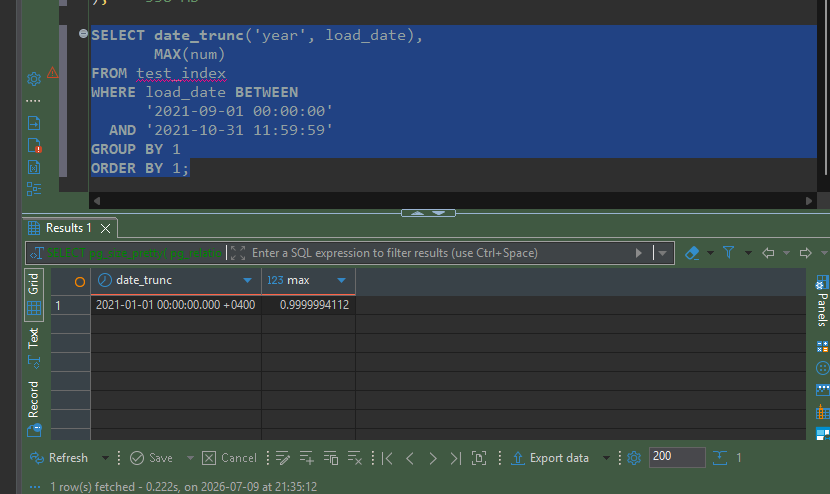 SELECT date_trunc('year', load_date),
MAX(num)
FROM test_index
WHERE load_date BETWEEN
'2021-09-01 00:00:00'
AND '2021-10-31 11:59:59'
GROUP BY 1
ORDER BY 1;
Results 1
SELECT pg_size_pretty( pg_relatio
Enter a SQL expression to filter results (use Ctrl+Space)
Grid
Text
Record
Panels
date_trunc
123 max
1
2021-01-01 00:00:00.000 +0400
0.9999994112
Refresh
Save
Cancel
Export data
200
1
1 row(s) fetched - 0.222s, on 2026-07-09 at 21:35:12